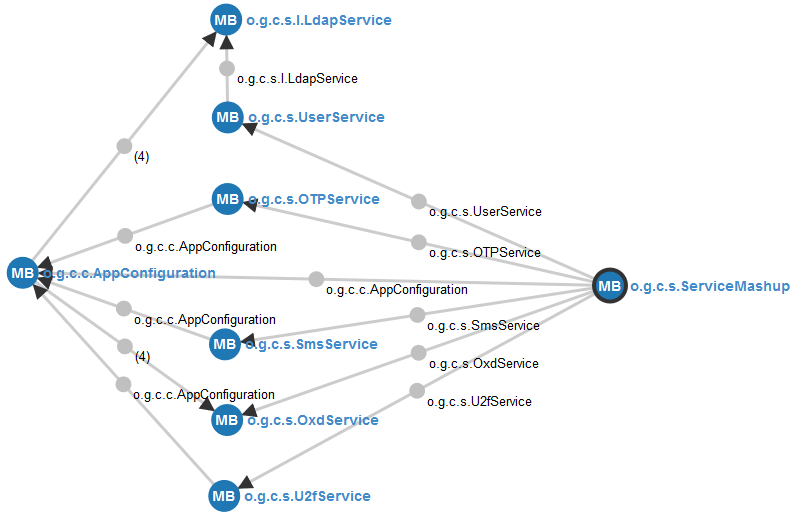 MB o.g.c.s.l.LdapService
o.g.c.s.l.LdapService
MB o.g.c.s.UserService
(4)
MB o.g.c.s.OTPService
o.g.c.s.UserService
o.g.c.c.AppConfiguration
o.g.c.s.OTPService
MB o.g.c.c.AppConfiguration
o.g.c.c.AppConfiguration
MB o.g.c.s.ServiceMashup
o.g.c.c.AppConfiguration
o.g.c.s.SmsService
MB o.g.c.s.SmsService
(4)
o.g.c.s.OxdService
o.g.c.c.AppConfiguration
o.g.c.s.U2fService
MB o.g.c.s.OxdService
MB o.g.c.s.U2fService